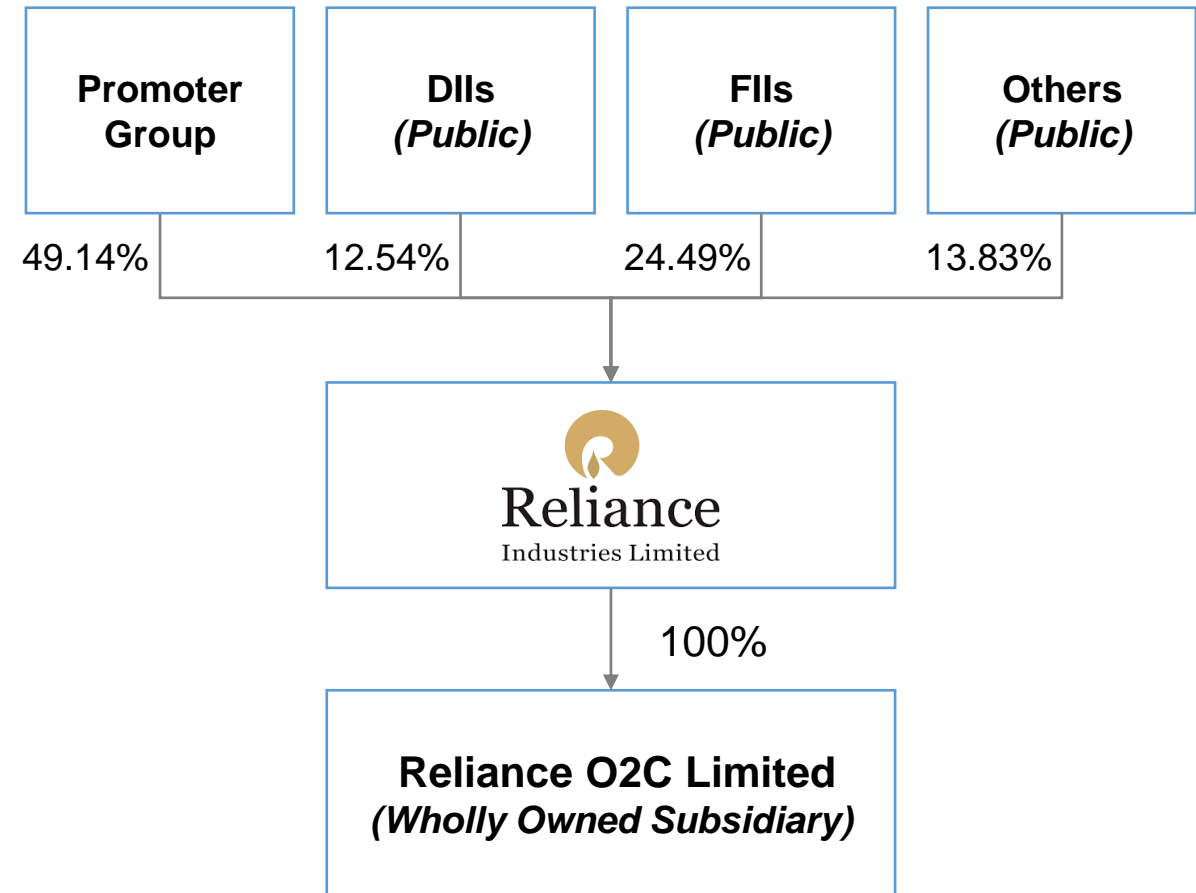 Promoter
Group
DIIs
(Public)
FIIs
(Public)
Others
(Public)
49.14%
12.54%
24.49%
13.83%
Reliance
Industries Limited
100%
Reliance O2C Limited
(Wholly Owned Subsidiary)